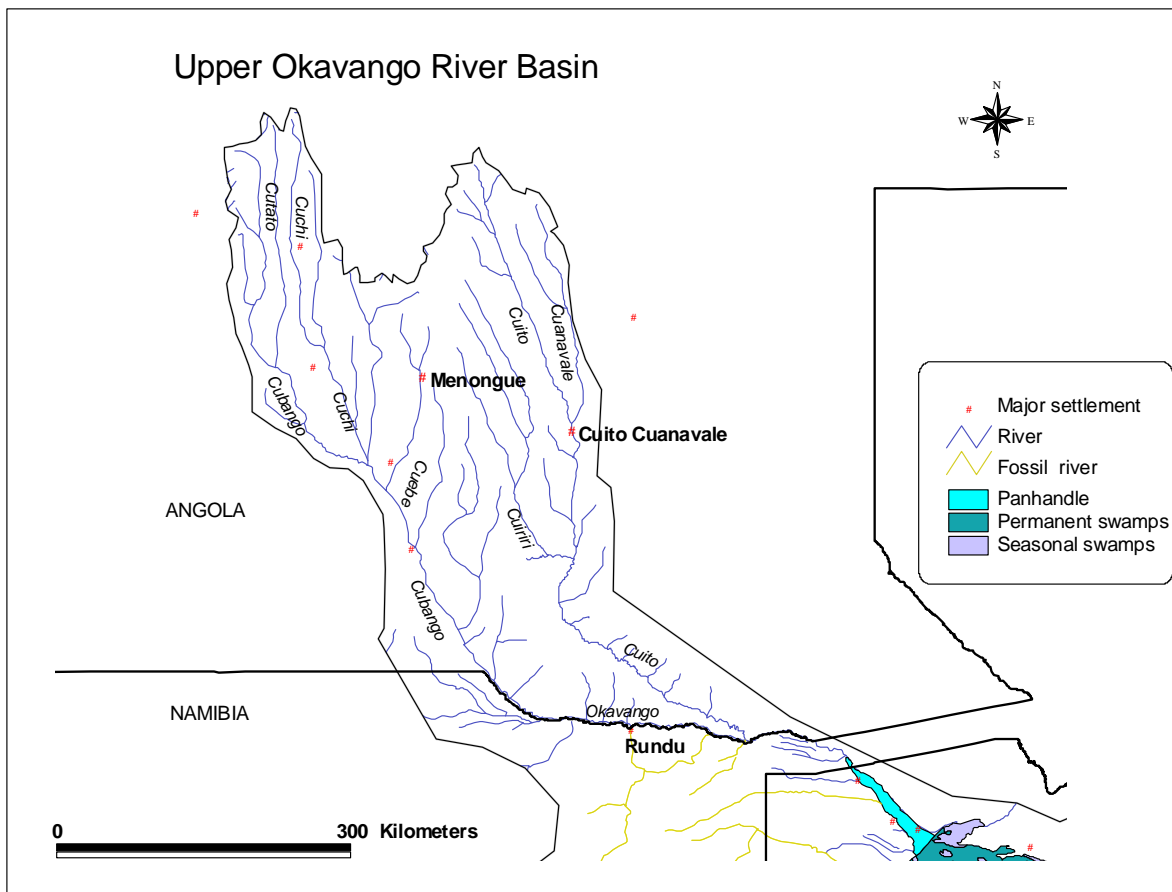 Upper Okavango River Basin
N
W E
S
Cutato
Cuchi
Cuito
Cuanavale
Menongue
Cubango
Cuchi
Cuito Cuanavale
Cuebe
Cuiriri
ANGOLA
Cubango
Cuito
NAMIBIA
Okavango
Rundu
# Major settlement
River
Fossil river
Panhandle
Permanent swamps
Seasonal swamps
0 300 Kilometers